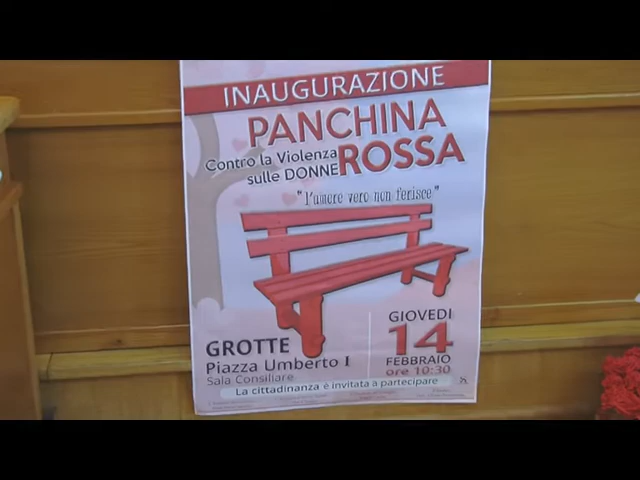 INAUGURAZIONE
PANCHINA
Contro la Violenza
sulle DONNE
ROSSA
"l'amore vero non ferisce"
GIOVEDI
14
FEBBRAIO
ore 10:30
GROTTE
Piazza Umberto I
Sala Consiliare
La cittadinanza è invitata a partecipare